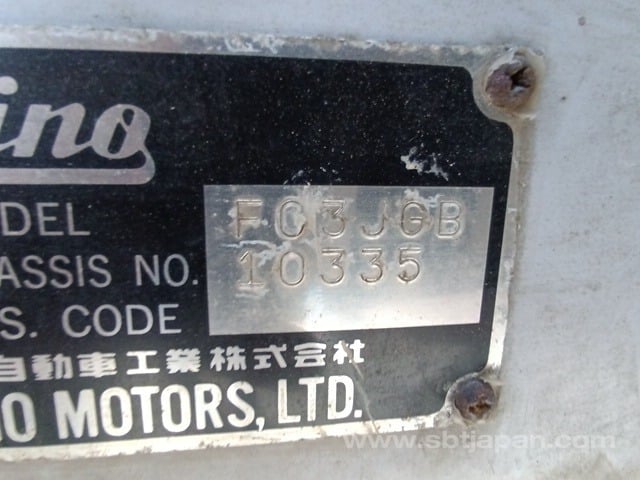 ino
DEL FC3JGB
ASSIS NO. 10335
S. CODE
自動車工業株式会社
NO MOTORS, LTD.
www.sbtjapan.com